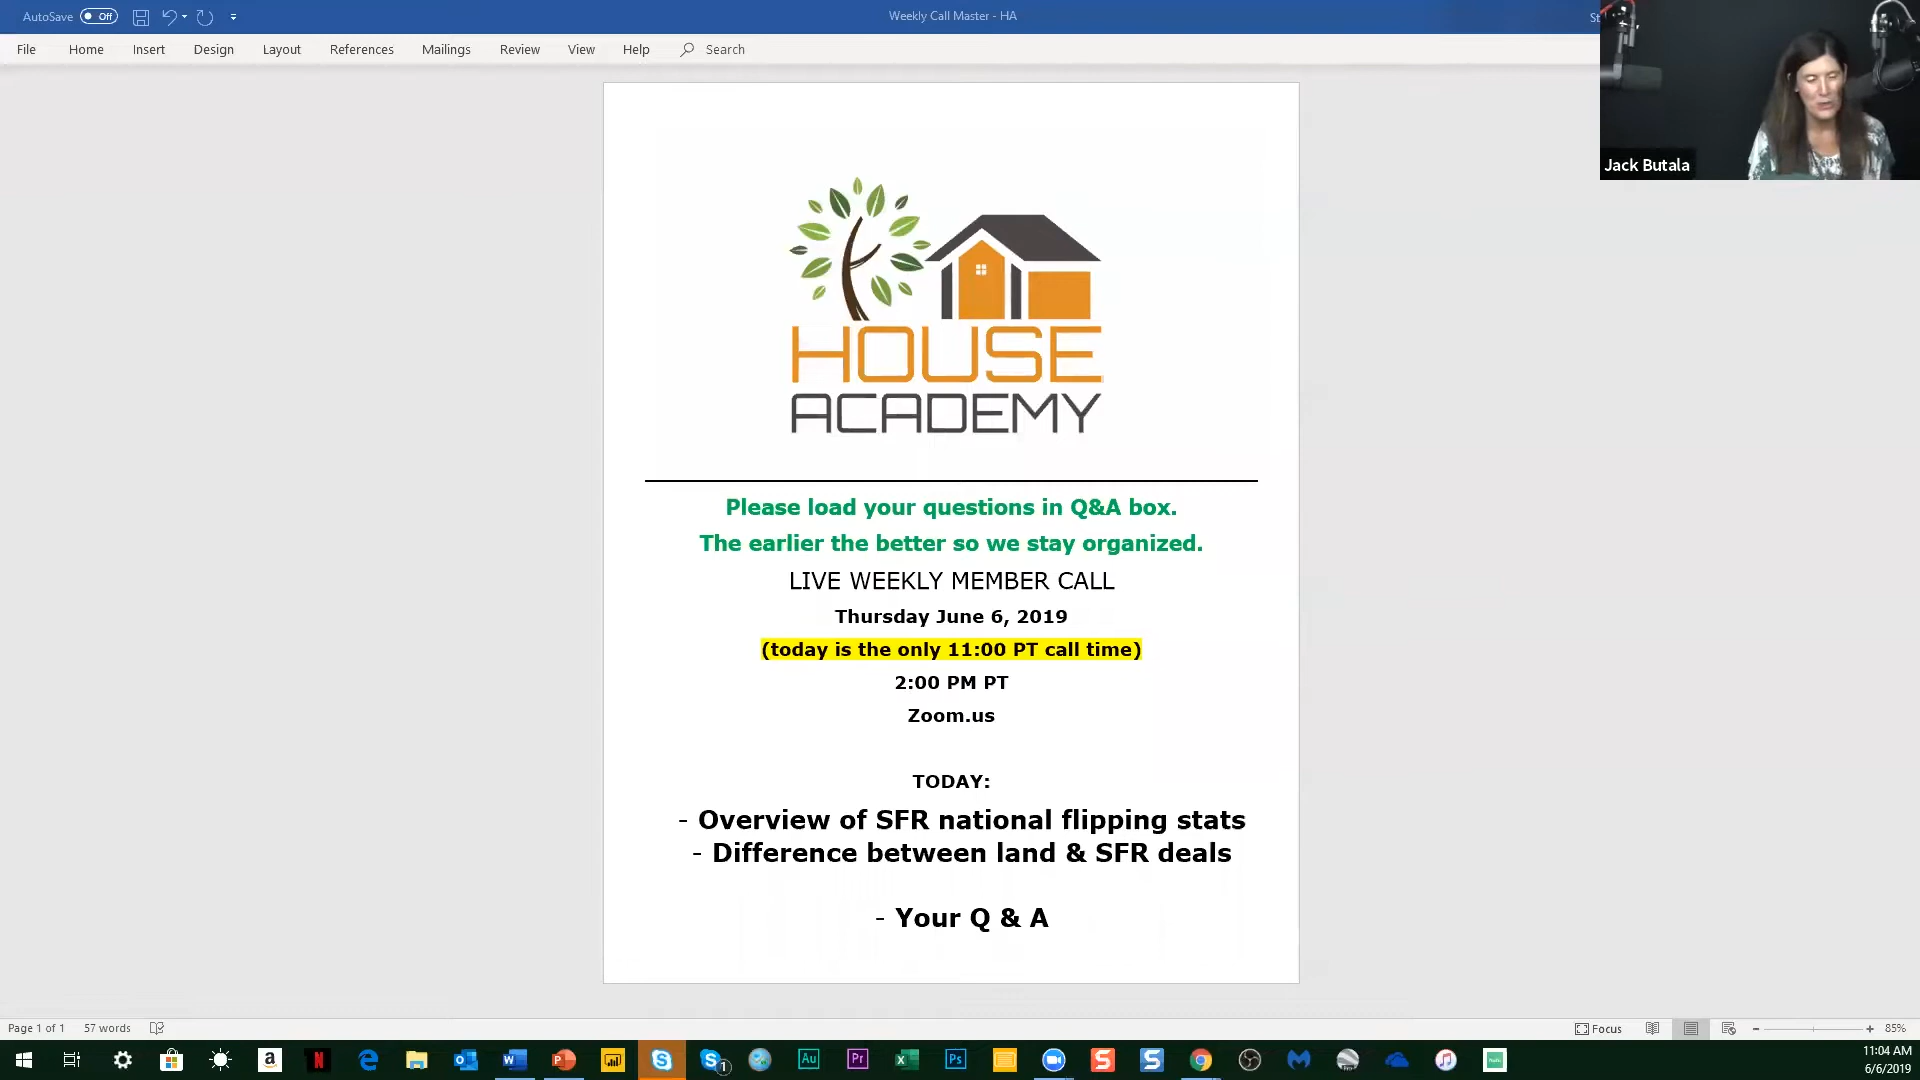 AutoSave Off
Weekly Call Master - HA
St
File Home Insert Design Layout References Mailings Review View Help Search
Jack Butala
HOUSE
ACADEMY
Please load your questions in Q&A box.
The earlier the better so we stay organized.
LIVE WEEKLY MEMBER CALL
Thursday June 6, 2019
(today is the only 11:00 PT call time)
2:00 PM PT
Zoom.us
TODAY:
- Overview of SFR national flipping stats
- Difference between land & SFR deals
- Your Q & A
Page 1 of 1 57 words
Focus
85%
11:04 AM
6/6/2019